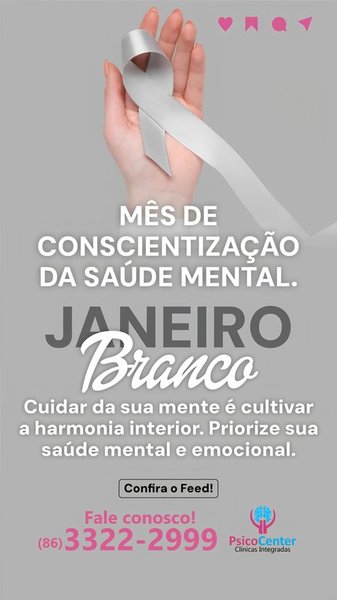 MÊS DE
CONSCIENTIZAÇÃO
DA SAÚDE MENTAL.
JANEIRO
Branco
Cuidar da sua mente é cultivar
a harmonia interior. Priorize sua
saúde mental e emocional.
Confira o Feed!
Fale conosco!
(86) 3322-2999
PsicoCenter
Clínicas Integradas